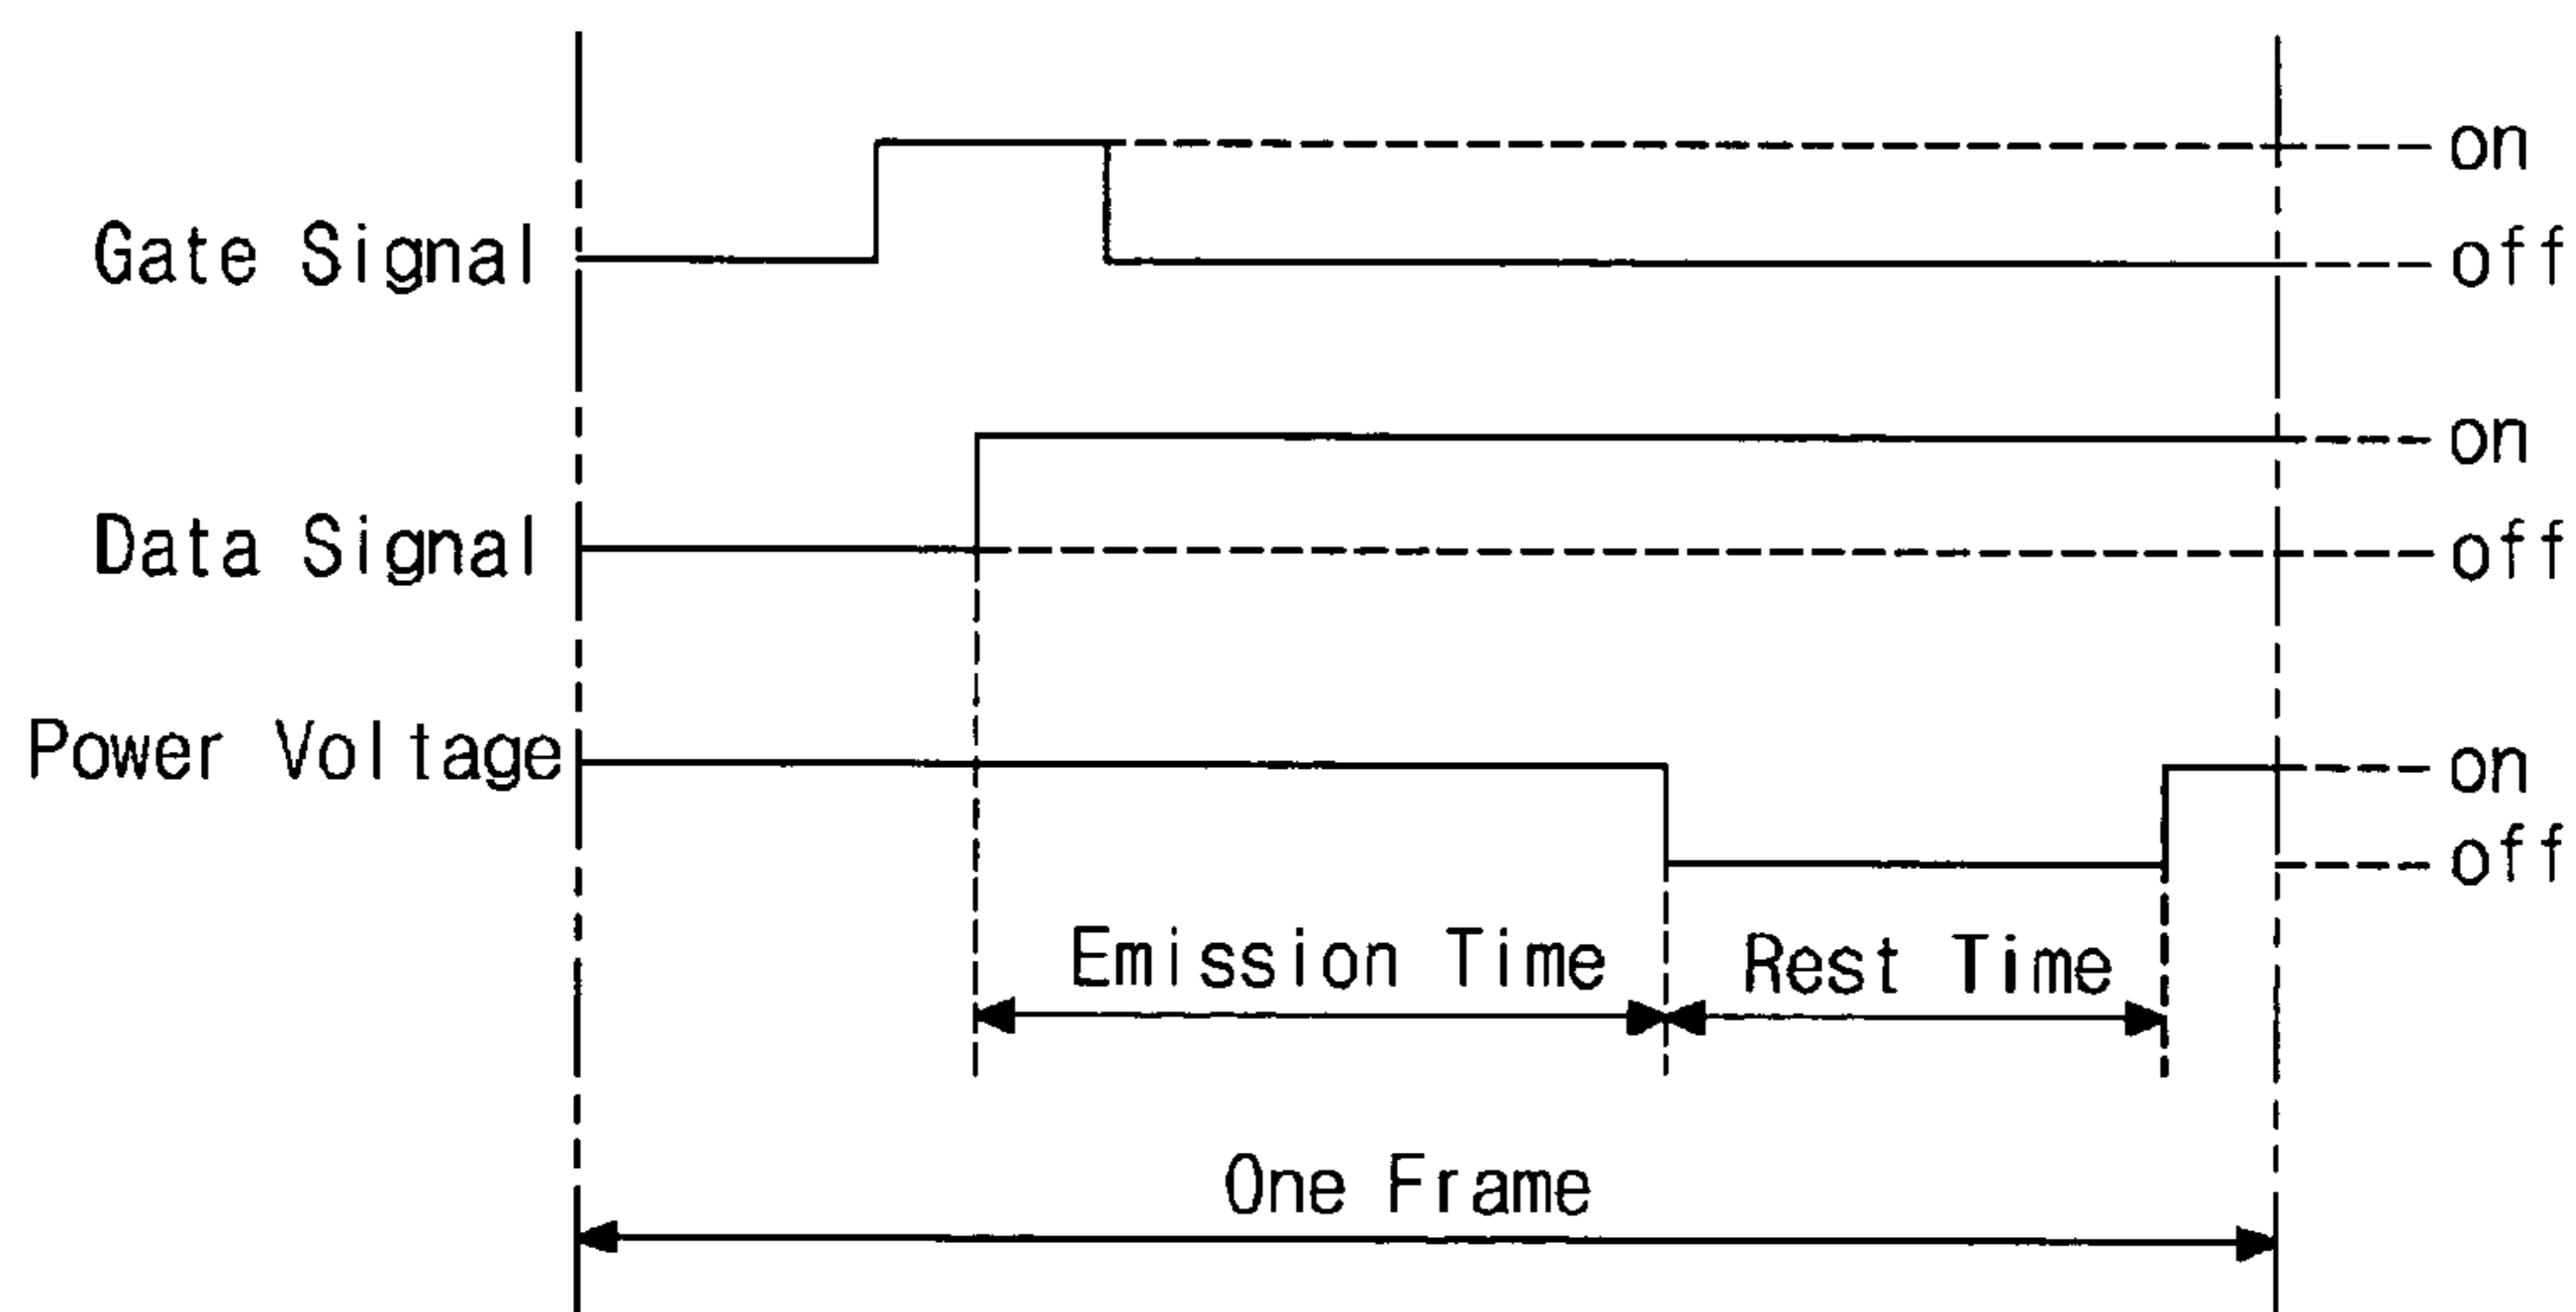 on
Gate Signal
off
on
Data Signal
off
Power Voltage
on
off
Emission Time
Rest Time
One Frame